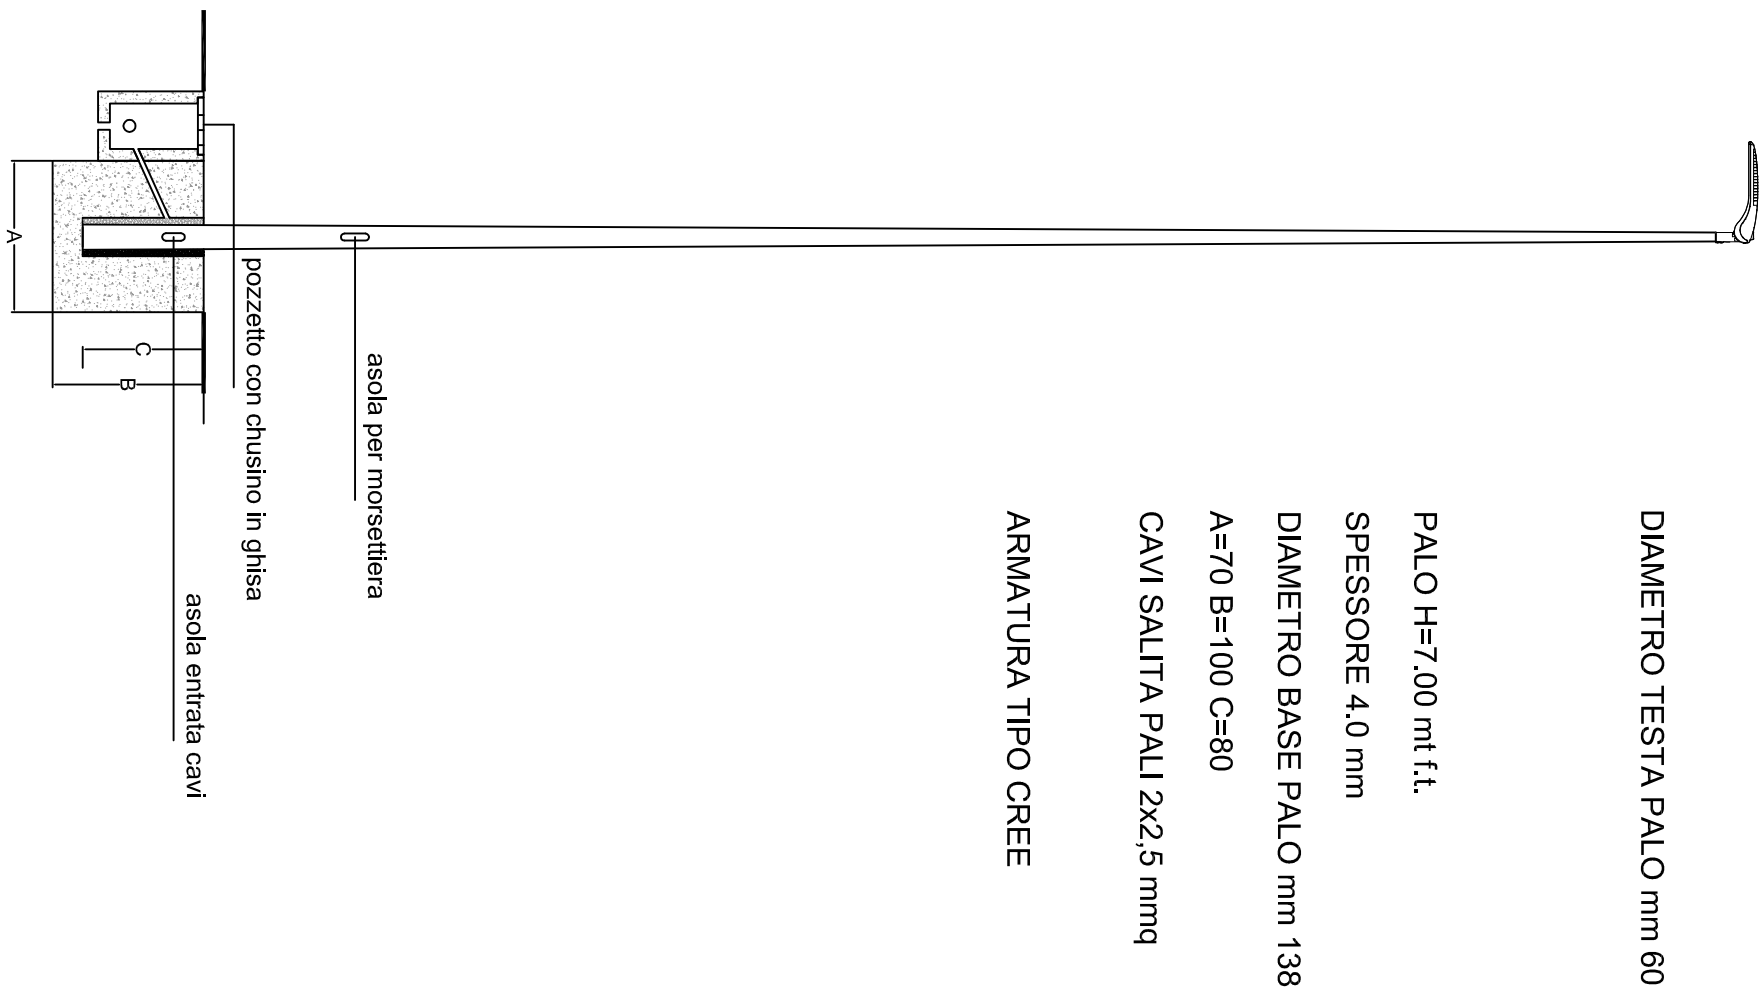 DIAMETRO TESTA PALO mm 60
PALO H=7.00 mt f.t.
SPESSORE 4.0 mm
DIAMETRO BASE PALO mm 138
A=70 B=100 C=80
CAVI SALITA PALI 2x2,5 mmq
ARMATURA TIPO CREE
asola per morsettiera
pozzetto con chusino in ghisa
asola entrata cavi
C
B
A